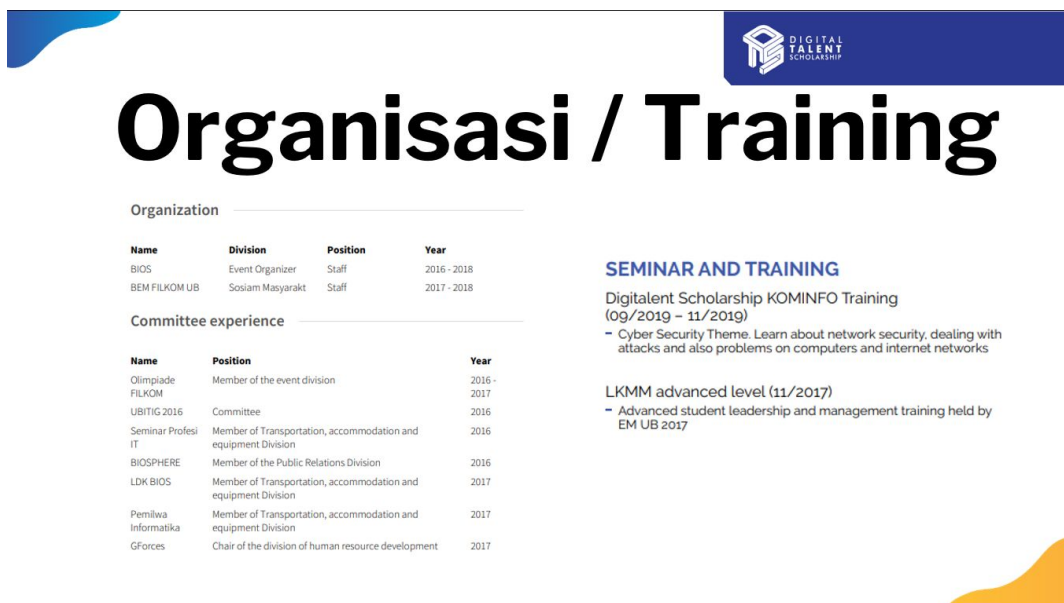 DIGITAL
TALENT
SCHOLARSHIP
Organisasi / Training
Organization
Name Division Position Year
BIOS Event Organizer Staff 2016 - 2018
BEM FILKOM UB Sosiam Masyarakt Staff 2017 - 2018
Committee experience
Name Position Year
Olimpiade Member of the event division 2016 -
FILKOM 2017
UBITIG 2016 Committee 2016
Seminar Profesi Member of Transportation, accommodation and 2016
IT equipment Division
BIOSPHERE Member of the Public Relations Division 2016
LDK BIOS Member of Transportation, accommodation and 2017
equipment Division
Pemilwa Member of Transportation, accommodation and 2017
Informatika equipment Division
GForces Chair of the division of human resource development 2017
SEMINAR AND TRAINING
Digitalent Scholarship KOMINFO Training
(09/2019 – 11/2019)
– Cyber Security Theme. Learn about network security, dealing with
attacks and also problems on computers and internet networks
LKMM advanced level (11/2017)
– Advanced student leadership and management training held by
EM UB 2017